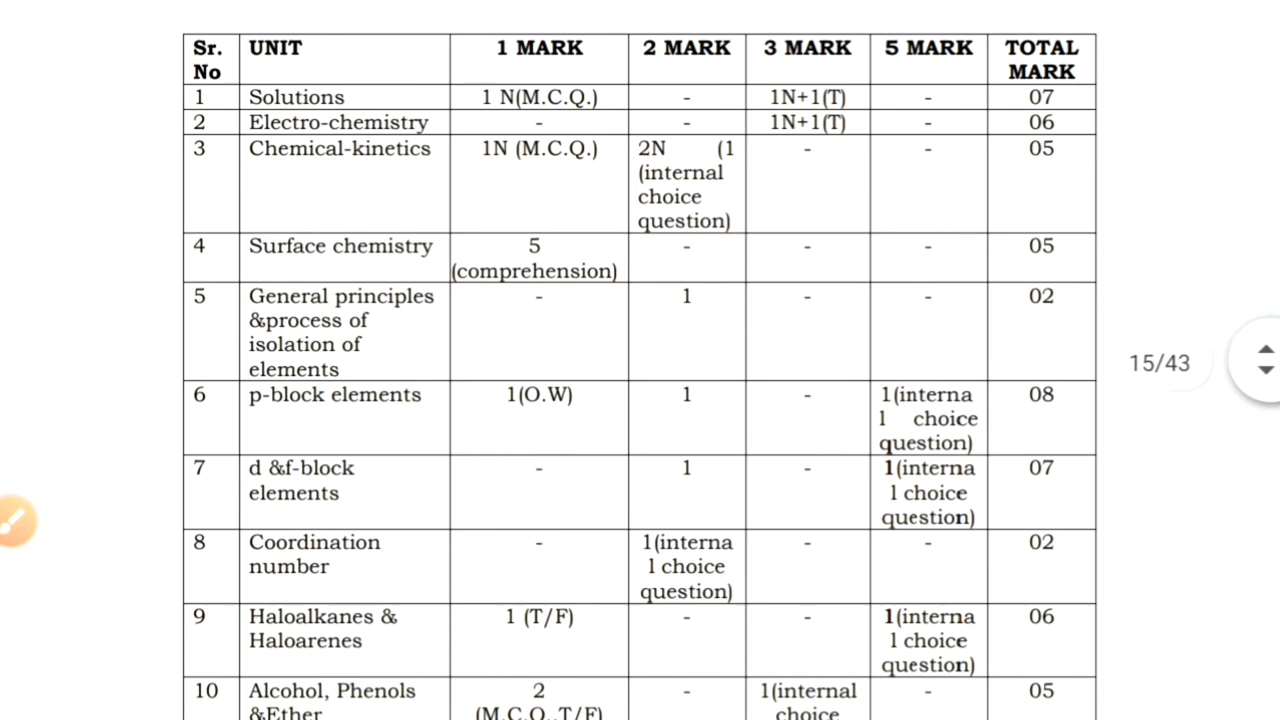 Sr. No | UNIT | 1 MARK | 2 MARK | 3 MARK | 5 MARK | TOTAL MARK
1 | Solutions | 1 N(M.C.Q.) | - | 1N+1(T) | - | 07
2 | Electro-chemistry | - | - | 1N+1(T) | - | 06
3 | Chemical-kinetics | 1N (M.C.Q.) | 2N (1 (internal choice question) | - | - | 05
4 | Surface chemistry | 5 (comprehension) | - | - | - | 05
5 | General principles &process of isolation of elements | - | 1 | - | - | 02
6 | p-block elements | 1(O.W) | 1 | - | 1(interna l choice question) | 08
7 | d &f-block elements | - | 1 | - | 1(interna l choice question) | 07
8 | Coordination number | - | 1(interna l choice question) | - | - | 02
9 | Haloalkanes & Haloarenes | 1 (T/F) | - | - | 1(interna l choice question) | 06
10 | Alcohol, Phenols &Ether | 2 (M.C.Q.,T/F) | - | 1(internal choice | - | 05
15/43